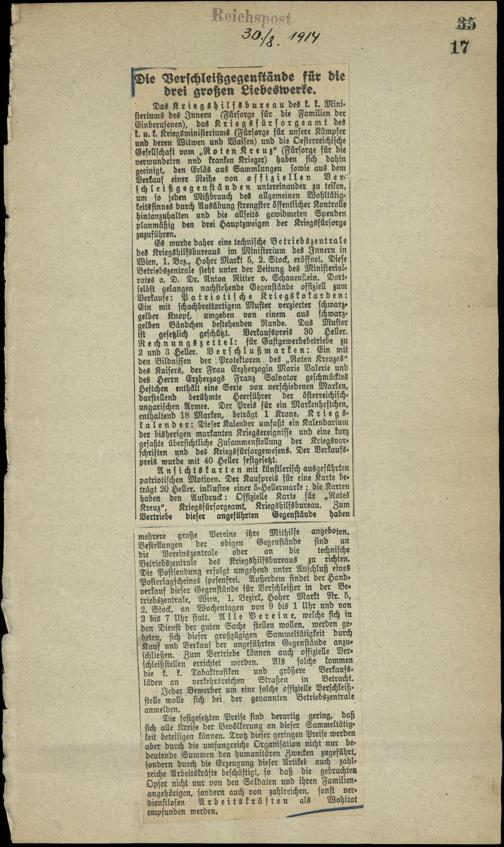 Reichspost
30./8. 1914
35
17
Die Verschleißgegenstände für die
drei großen Liebeswerke.
Das Kriegshilfsbureau des k. k. Mini-
steriums des Innern (Fürsorge für die Familien der
Einberufenen), das Kriegsfürsorgeamt des
k. u. k. Kriegsministeriums (Fürsorge für unsere Kämpfer
und deren Witwen und Waisen) und die Oesterreichische
Gesellschaft vom „Roten Kreuz“ (Fürsorge für die
verwundeten und kranken Krieger) haben sich dahin
geeinigt, den Erlös aus Sammlungen sowie aus dem
Verkauf einer Reihe von offiziellen Ver-
schleißgegenständen untereinander zu teilen,
um so jeden Mißbrauch des allgemeinen Wohltätig-
keitssinnes durch Ausübung strengster öffentlicher Kontrolle
hintanzuhalten und die allseits gewidmeten Spenden
planmäßig den drei Hauptzweigen der Kriegsfürsorge
zuzuführen.
Es wurde daher eine technische Betriebszentrale
des Kriegshilfsbureaus im Ministerium des Innern in
Wien, 1. Bez., Hoher Markt 5, 2. Stock, eröffnet. Diese
Betriebszentrale steht unter der Leitung des Ministerial-
rates a. D. Dr. Anton Ritter v. Schauenstein. Dort-
selbst gelangen nachstehende Gegenstände offiziell zum
Verkaufe: Patriotische Kriegskokarden:
Ein mit schachbrettartigem Muster verzierter schwarz-
gelber Knopf, umgeben von einem aus schwarz-
gelben Bändchen bestehenden Rande. Das Muster
ist gesetzlich geschützt. Verkaufspreis 30 Heller.
Rechnungszettel: für Gastgewerbebetriebe zu
2 und 3 Heller. Verschlußmarken: Ein mit
den Bildnissen der Protektoren des „Roten Kreuzes“
des Kaisers, der Frau Erzherzogin Marie Valerie und
des Herrn Erzherzogs Franz Salvator geschmücktes
Heftchen enthält eine Serie von verschiedenen Marken,
darstellend berühmte Heerführer der österreichisch-
ungarischen Armee. Der Preis für ein Markenheftchen,
enthaltend 18 Marken, beträgt 1 Krone. Kriegs-
kalender: Dieser Kalender umfaßt ein Kalendarium
der bisherigen markanten Kriegsereignisse und eine kurz
gefaßte übersichtliche Zusammenstellung der Kriegsvor-
schriften und des Kriegsfürsorgewesens. Der Verkaufs-
preis wurde mit 40 Heller festgesetzt.
Ansichtskarten mit künstlerisch ausgeführten
patriotischen Motiven. Der Kaufpreis für eine Karte be-
trägt 20 Heller, inklusive einer 5-Hellermarke; die Karten
haben den Aufdruck: Offizielle Karte für „Rotes
Kreuz“, Kriegsfürsorgeamt, Kriegshilfsbureau. Zum
Vertriebe dieser angeführten Gegenstände haben
mehrere große Vereine ihre Mithilfe angeboten.
Bestellungen der obigen Gegenstände sind an
die Vereinszentrale oder an die technische
Betriebszentrale des Kriegshilfsbureaus zu richten.
Die Postsendung erfolgt umgehend unter Anschluß eines
Posterlagscheines spesenfrei. Außerdem findet der Hand-
verkauf dieser Gegenstände für Verschleißer in der Be-
triebszentrale, Wien, 1. Bezirk, Hoher Markt Nr. 5,
2. Stock, an Wochentagen von 9 bis 1 Uhr und von
2 bis 7 Uhr statt. Alle Vereine, welche sich in
den Dienst der guten Sache stellen wollen, werden ge-
beten, sich dieser großzügigen Sammeltätigkeit durch
Kauf und Verkauf der angeführten Gegenstände anzu-
schließen. Zum Vertriebe können auch offizielle Ver-
schleißstellen errichtet werden. Als solche kommen
die k. k. Tabaktrafiken und größere Verkaufs-
läden an verkehrsreichen Straßen in Betracht.
Jeder Bewerber um eine solche offizielle Verschleiß-
stelle wolle sich bei der genannten Betriebszentrale
anmelden.
Die festgesetzten Preise sind derartig gering, daß
sich alle Kreise der Bevölkerung an dieser Sammeltätig-
keit beteiligen können. Trotz dieser geringen Preise werden
aber durch die umfangreiche Organisation nicht nur be-
deutende Summen den humanitären Zwecken zugeführt,
sondern durch die Erzeugung dieser Artikel auch zahl-
reiche Arbeitskräfte beschäftigt, so daß die gebrachten
Opfer nicht nur von den Soldaten und ihren Familien-
angehörigen, sondern auch von zahlreichen, sonst ver-
dienstlosen Arbeitskräften als Wohltat
empfunden werden.